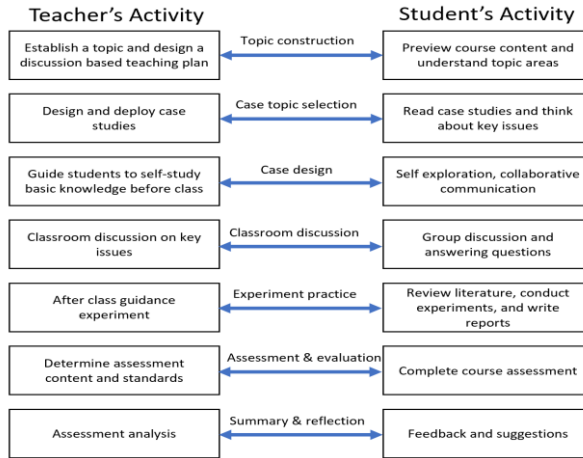 Teacher's Activity
Student's Activity
Establish a topic and design a
discussion based teaching plan
Topic construction
Preview course content and
understand topic areas
Design and deploy case
studies
Case topic selection
Read case studies and think
about key issues
Guide students to self-study
basic knowledge before class
Case design
Self exploration, collaborative
communication
Classroom discussion on key
issues
Classroom discussion
Group discussion and
answering questions
After class guidance
experiment
Experiment practice
Review literature, conduct
experiments, and write
reports
Determine assessment
content and standards
Assessment & evaluation
Complete course assessment
Assessment analysis
Summary & reflection
Feedback and suggestions